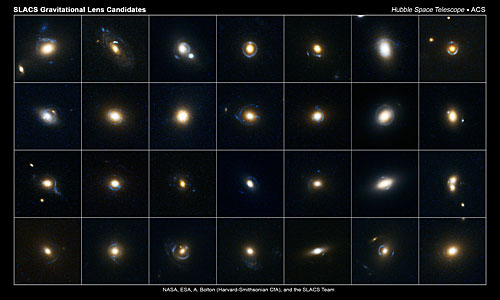 SLACS Gravitational Lens Candidates
Hubble Space Telescope • ACS
NASA, ESA, A. Bolton (Harvard-Smithsonian CfA), and the SLACS Team